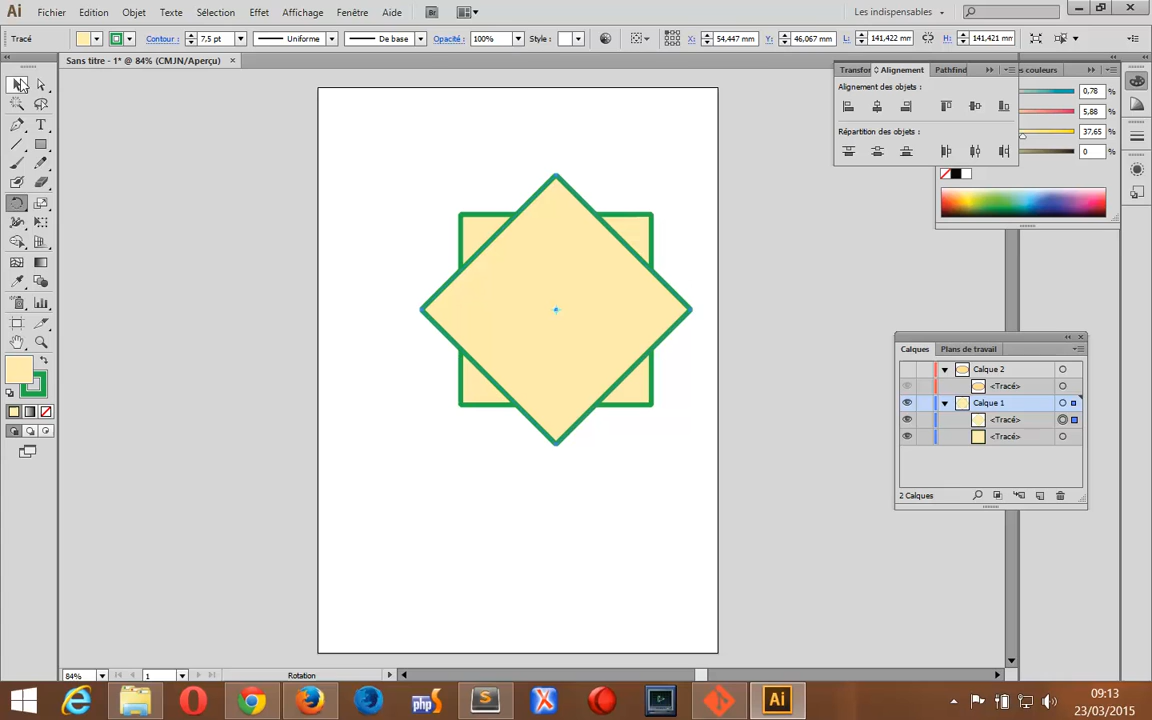 Ai Fichier Edition Objet Texte Sélection Effet Affichage Fenêtre Aide Br Les indispensables
Tracé Contour : 7,5 pt Uniforme De base Opacité : 100% Style : X: 54,447 mm Y: 46,067 mm L: 141,422 mm H: 141,421 mm
Sans titre -1* @ 84% (CMJN/Aperçu) ×
Transfor Alignement Pathfind
es couleurs
Alignement des objets :
0,78 %
5,88 %
Répartition des objets :
37,65 %
0 %
T
Calques Plans de travail
Calque 2
<Tracé>
Calque 1
<Tracé>
<Tracé>
2 Calques
84% 1 Rotation
php S X Ai
09:13
23/03/2015